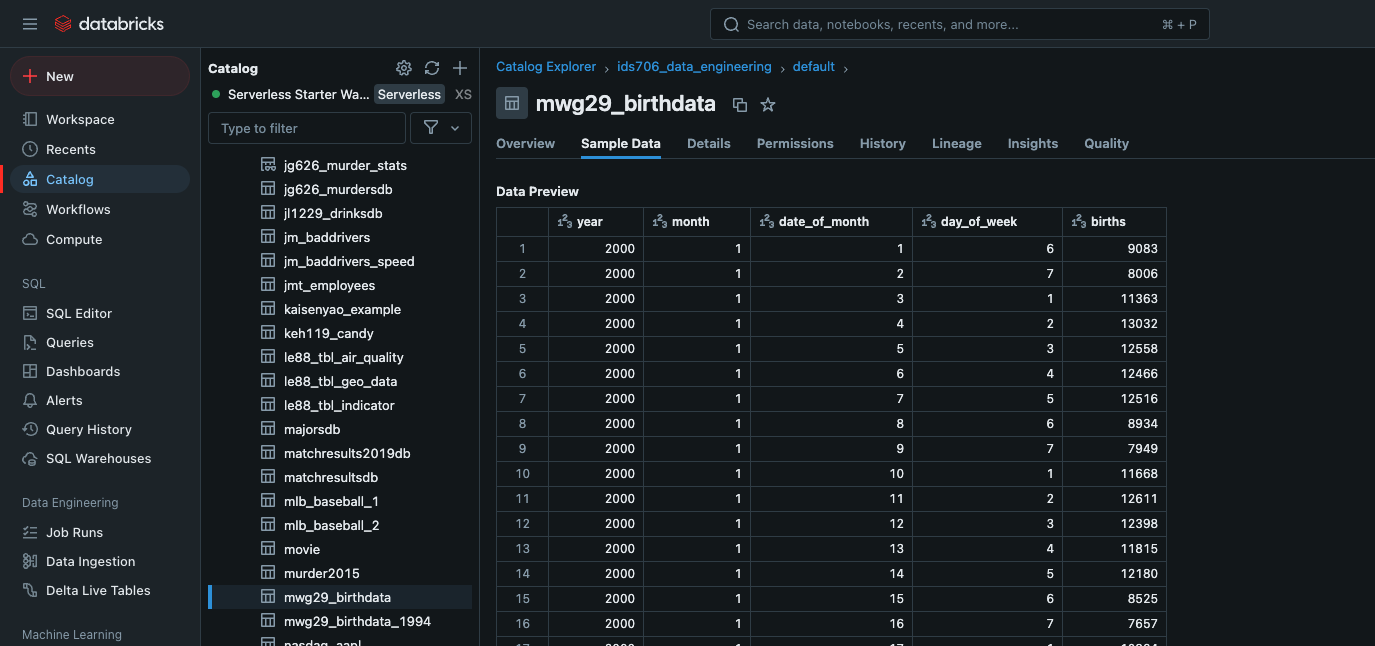 databricks
Search data, notebooks, recents, and more...
⌘ + P
New
Workspace
Recents
Catalog
Workflows
Compute
SQL
SQL Editor
Queries
Dashboards
Alerts
Query History
SQL Warehouses
Data Engineering
Job Runs
Data Ingestion
Delta Live Tables
Machine Learning
Catalog
Serverless Starter Wa... Serverless XS
Type to filter
jg626_murder_stats
jg626_murdersdb
jl1229_drinksdb
jm_baddrivers
jm_baddrivers_speed
jmt_employees
kaisenyao_example
keh119_candy
le88_tbl_air_quality
le88_tbl_geo_data
le88_tbl_indicator
majorsdb
matchresults2019db
matchresultsdb
mlb_baseball_1
mlb_baseball_2
movie
murder2015
mwg29_birthdata
mwg29_birthdata_1994
Catalog Explorer › ids706_data_engineering › default ›
mwg29_birthdata
Overview Sample Data Details Permissions History Lineage Insights Quality
Data Preview
year month date_of_month day_of_week births
1 2000 1 1 6 9083
2 2000 1 2 7 8006
3 2000 1 3 1 11363
4 2000 1 4 2 13032
5 2000 1 5 3 12558
6 2000 1 6 4 12466
7 2000 1 7 5 12516
8 2000 1 8 6 8934
9 2000 1 9 7 7949
10 2000 1 10 1 11668
11 2000 1 11 2 12611
12 2000 1 12 3 12398
13 2000 1 13 4 11815
14 2000 1 14 5 12180
15 2000 1 15 6 8525
16 2000 1 16 7 7657